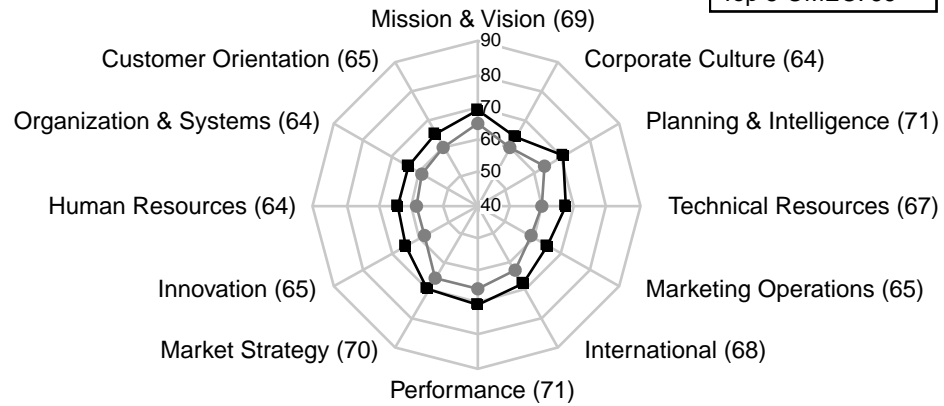 Mission & Vision (69)
Customer Orientation (65)
Corporate Culture (64)
Organization & Systems (64)
Planning & Intelligence (71)
Human Resources (64)
Technical Resources (67)
Innovation (65)
Marketing Operations (65)
Market Strategy (70)
International (68)
Performance (71)
90
80
70
60
50
40